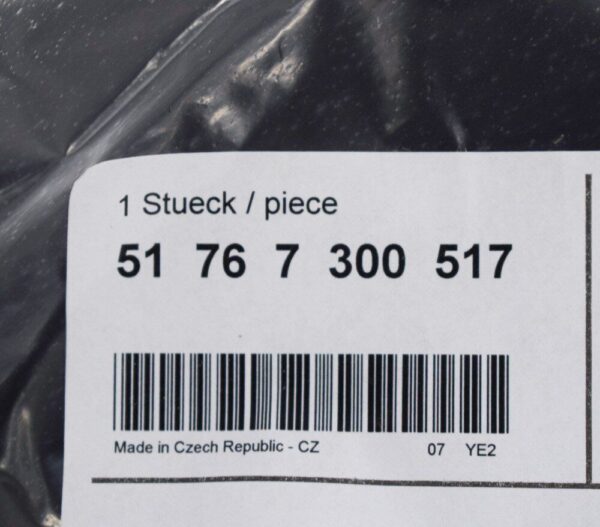 1 Stueck / piece
51 76 7 300 517
Made in Czech Republic - CZ 07 YE2